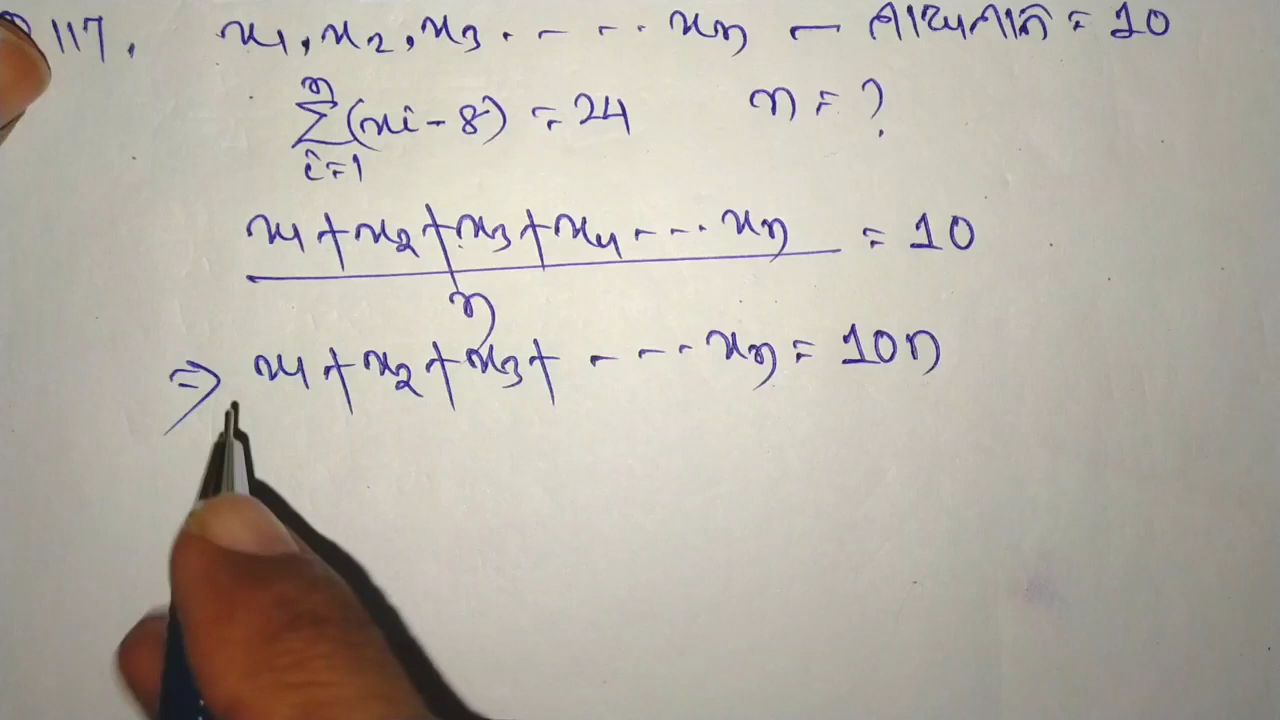 117. x1, x2, x3 . - - . . . xn — ମାଧ୍ୟମାନ = 10
n
∑ (xi - 8) = 24 n = ?
i = 1
x1 + x2 + x3 + x4 - - . . . xn = 10
n
⇒ x1 + x2 + x3 + - - . . . xn = 10n